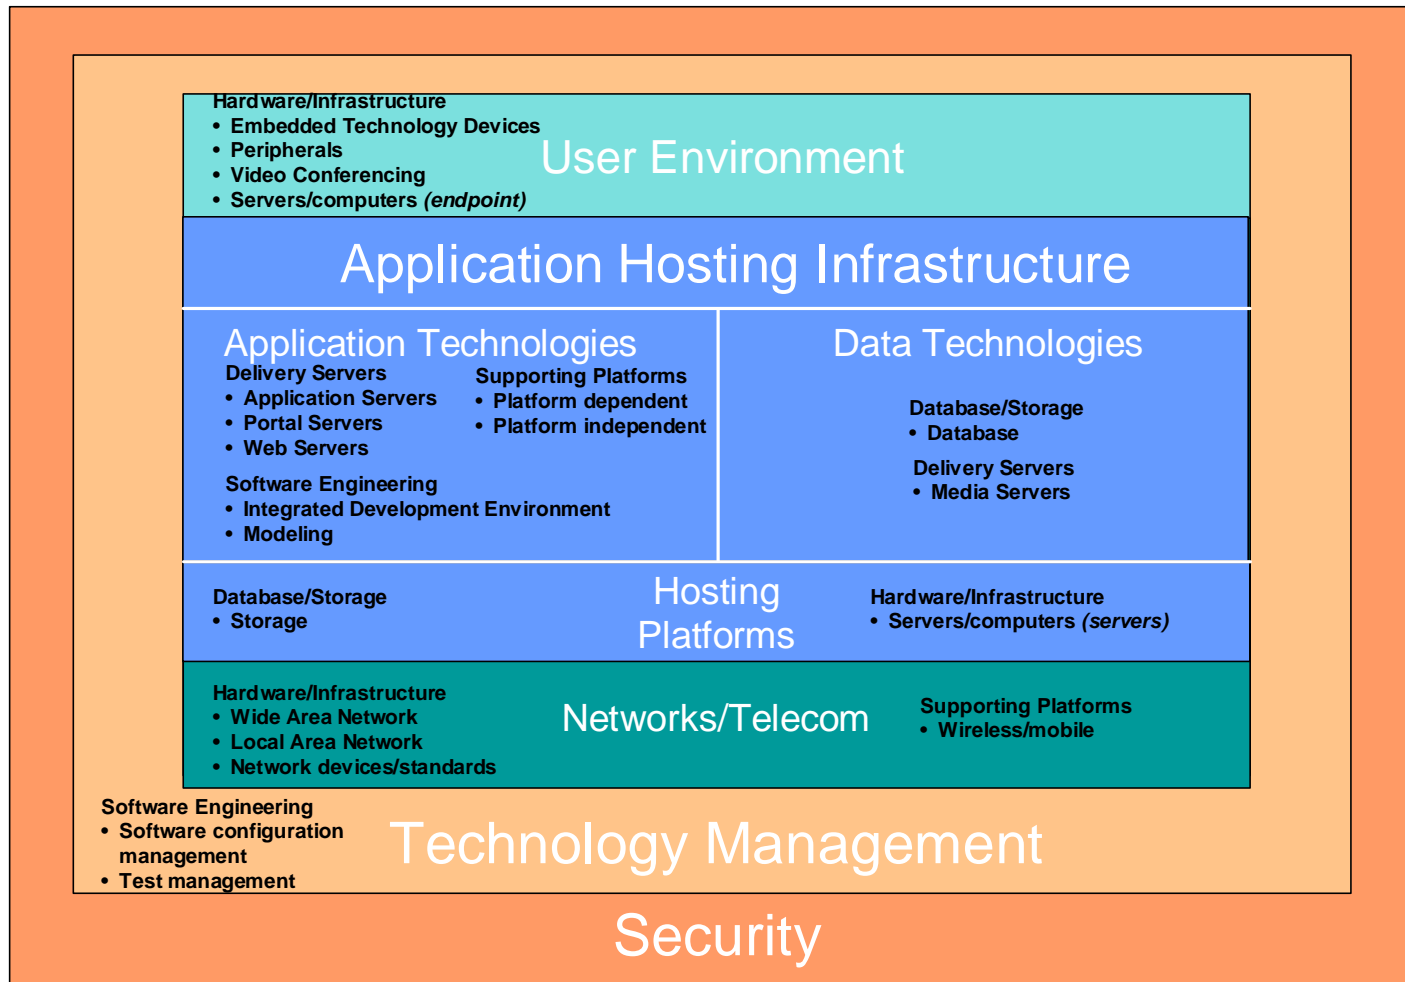 Hardware/Infrastructure
• Embedded Technology Devices
• Peripherals
• Video Conferencing
• Servers/computers (endpoint)
User Environment
Application Hosting Infrastructure
Application Technologies
Delivery Servers
• Application Servers
• Portal Servers
• Web Servers
Supporting Platforms
• Platform dependent
• Platform independent
Software Engineering
• Integrated Development Environment
• Modeling
Data Technologies
Database/Storage
• Database
Delivery Servers
• Media Servers
Database/Storage
• Storage
Hosting
Platforms
Hardware/Infrastructure
• Servers/computers (servers)
Hardware/Infrastructure
• Wide Area Network
• Local Area Network
• Network devices/standards
Networks/Telecom
Supporting Platforms
• Wireless/mobile
Software Engineering
• Software configuration
management
• Test management
Technology Management
Security